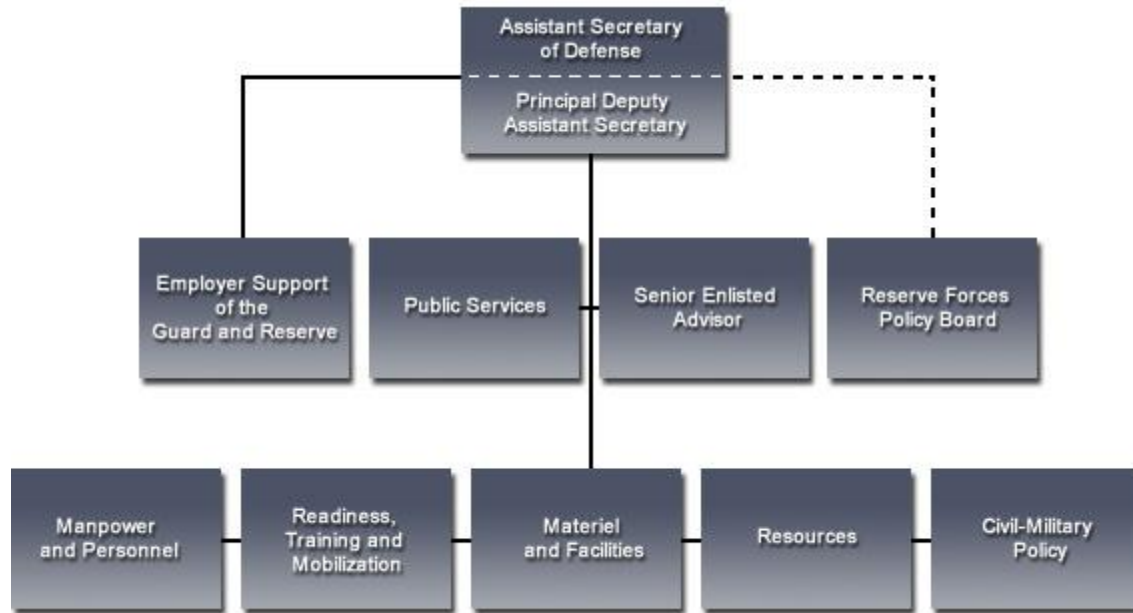 Assistant Secretary
of Defense
Principal Deputy
Assistant Secretary
Employer Support
of the
Guard and Reserve
Public Services
Senior Enlisted
Advisor
Reserve Forces
Policy Board
Manpower
and Personnel
Readiness,
Training and
Mobilization
Materiel
and Facilities
Resources
Civil-Military
Policy